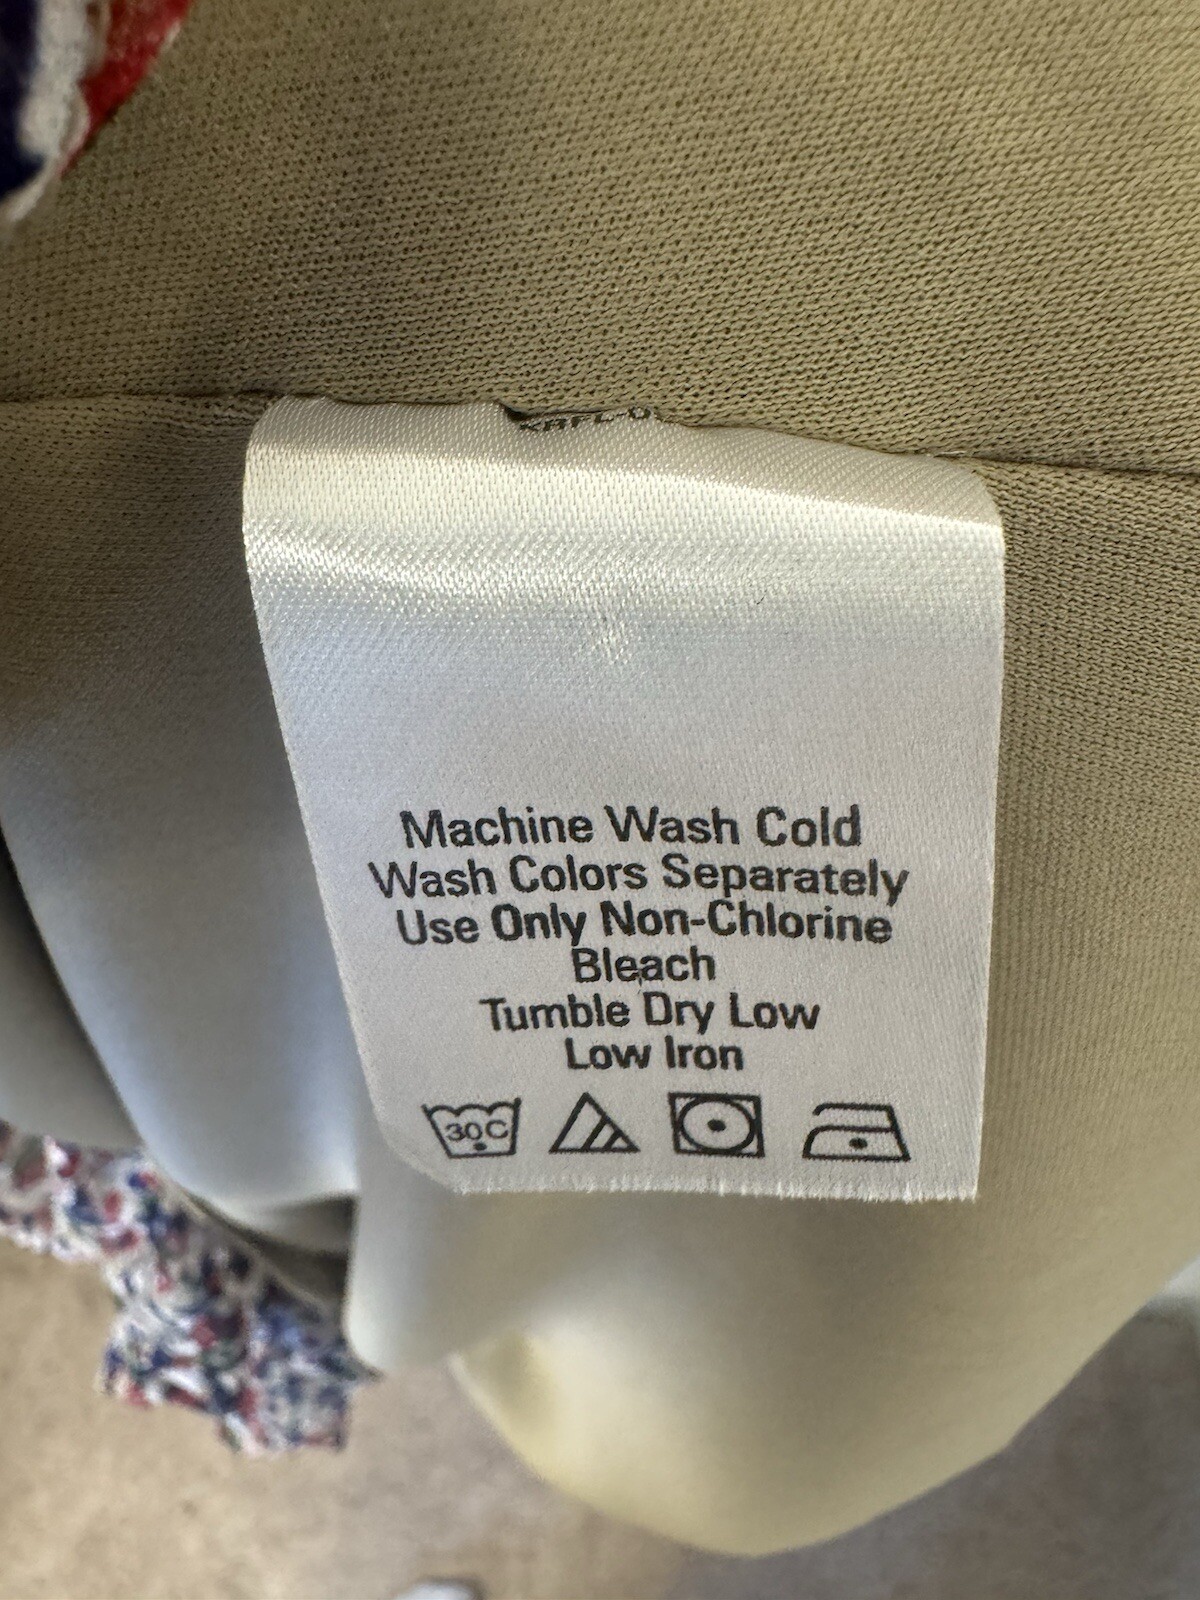 Machine Wash Cold
Wash Colors Separately
Use Only Non-Chlorine
Bleach
Tumble Dry Low
Low Iron
30C